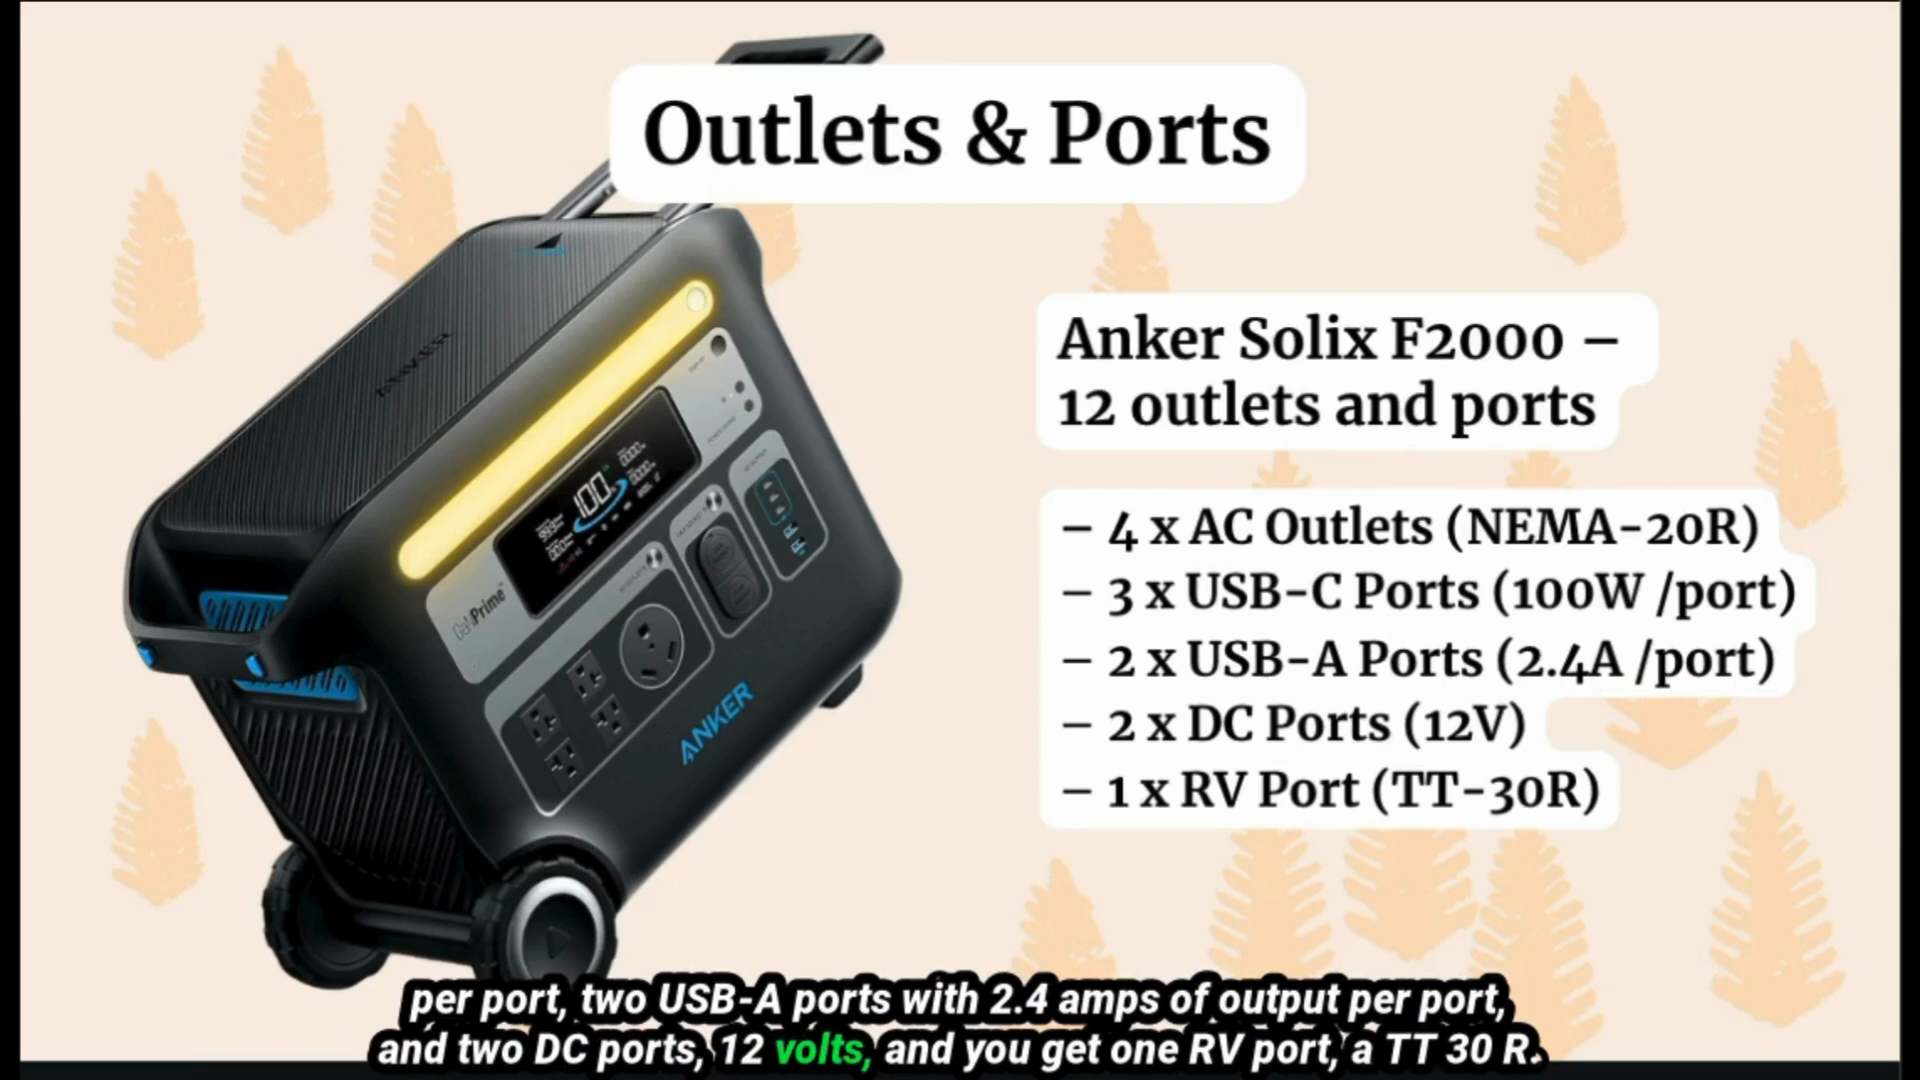 Outlets & Ports
Anker Solix F2000 –
12 outlets and ports
– 4 x AC Outlets (NEMA-20R)
– 3 x USB-C Ports (100W /port)
– 2 x USB-A Ports (2.4A /port)
– 2 x DC Ports (12V)
– 1 x RV Port (TT-30R)
ANKER
100
GaNPrime
ANKER
per port, two USB-A ports with 2.4 amps of output per port,
and two DC ports, 12 volts, and you get one RV port, a TT 30 R.